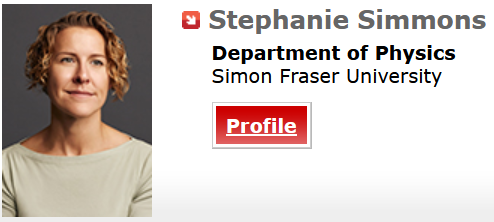 Stephanie Simmons
Department of Physics
Simon Fraser University
Profile